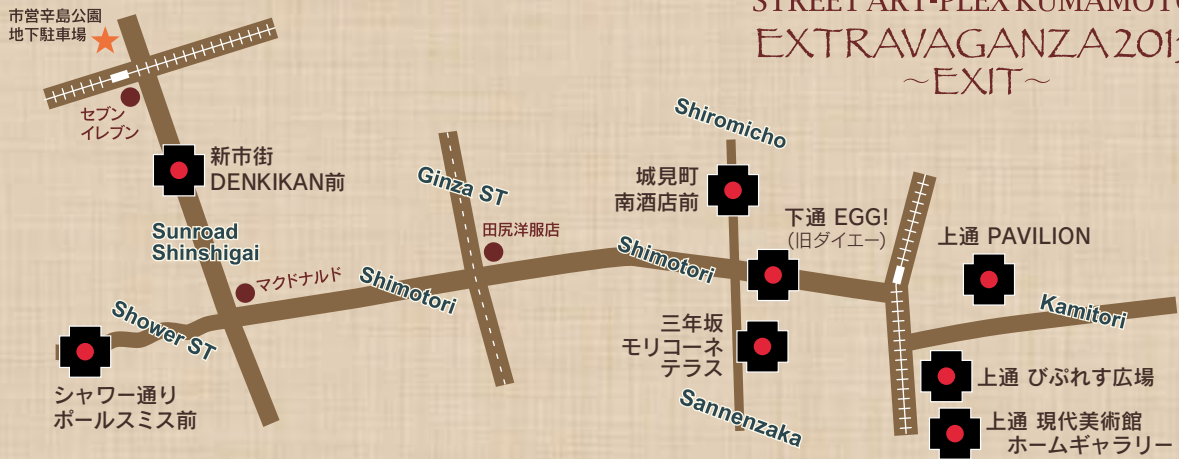 市営辛島公園
地下駐車場
STREET ART-PLEX KUMAMOTO
EXTRAVAGANZA 201
～EXIT～
セブン
イレブン
新市街
DENKIKAN前
Sunroad
Shinshigai
マクドナルド
Shower ST
シャワー通り
ポールスミス前
Ginza ST
田尻洋服店
Shimotori
Shiromicho
城見町
南酒店前
Shimotori
下通 EGG!
(旧ダイエー)
三年坂
モリコーネ
テラス
Sannenzaka
上通 PAVILION
Kamitori
上通 びぷれす広場
上通 現代美術館
ホームギャラリー